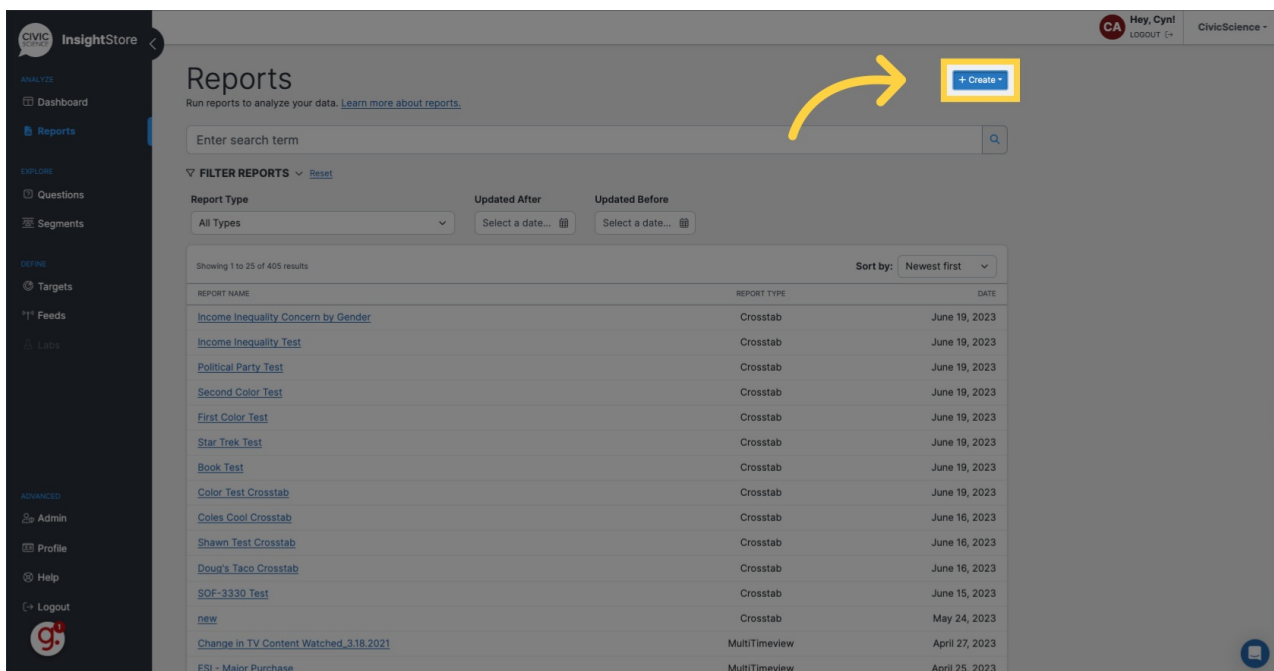 CIVIC
SCIENCE
InsightStore
CA
Hey, Cyn!
LOGOUT
CivicScience
ANALYZE
Dashboard
Reports
EXPLORE
Questions
Segments
DEFINE
Targets
Feeds
Labs
ADVANCED
Admin
Profile
Help
Logout
g.
1
Reports
+ Create
Run reports to analyze your data. Learn more about reports.
Enter search term
FILTER REPORTS Reset
Report Type Updated After Updated Before
All Types Select a date... Select a date...
Showing 1 to 25 of 405 results Sort by: Newest first
REPORT NAME REPORT TYPE DATE
Income Inequality Concern by Gender Crosstab June 19, 2023
Income Inequality Test Crosstab June 19, 2023
Political Party Test Crosstab June 19, 2023
Second Color Test Crosstab June 19, 2023
First Color Test Crosstab June 19, 2023
Star Trek Test Crosstab June 19, 2023
Book Test Crosstab June 19, 2023
Color Test Crosstab Crosstab June 19, 2023
Coles Cool Crosstab Crosstab June 16, 2023
Shawn Test Crosstab Crosstab June 16, 2023
Doug's Taco Crosstab Crosstab June 16, 2023
SOF-3330 Test Crosstab June 15, 2023
new Crosstab May 24, 2023
Change in TV Content Watched_3.18.2021 MultiTimeview April 27, 2023
ESI - Major Purchase MultiTimeview April 25, 2023